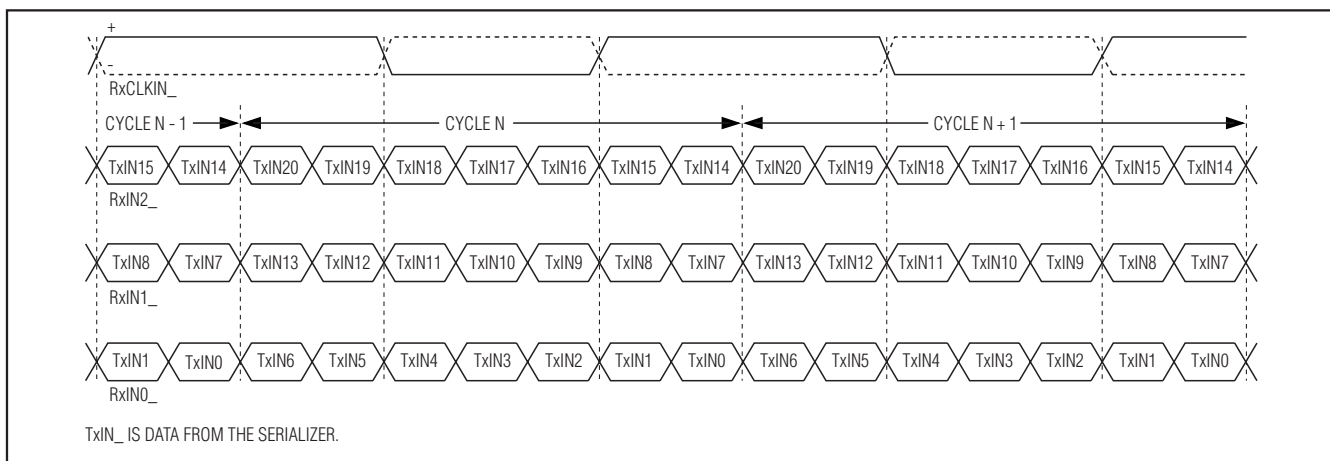 +
-
RxCLKIN_
CYCLE N - 1 CYCLE N CYCLE N + 1
TxIN15 TxIN14 TxIN20 TxIN19 TxIN18 TxIN17 TxIN16 TxIN15 TxIN14 TxIN20 TxIN19 TxIN18 TxIN17 TxIN16 TxIN15 TxIN14
RxIN2_
TxIN8 TxIN7 TxIN13 TxIN12 TxIN11 TxIN10 TxIN9 TxIN8 TxIN7 TxIN13 TxIN12 TxIN11 TxIN10 TxIN9 TxIN8 TxIN7
RxIN1_
TxIN1 TxIN0 TxIN6 TxIN5 TxIN4 TxIN3 TxIN2 TxIN1 TxIN0 TxIN6 TxIN5 TxIN4 TxIN3 TxIN2 TxIN1 TxIN0
RxIN0_
TxIN_ IS DATA FROM THE SERIALIZER.